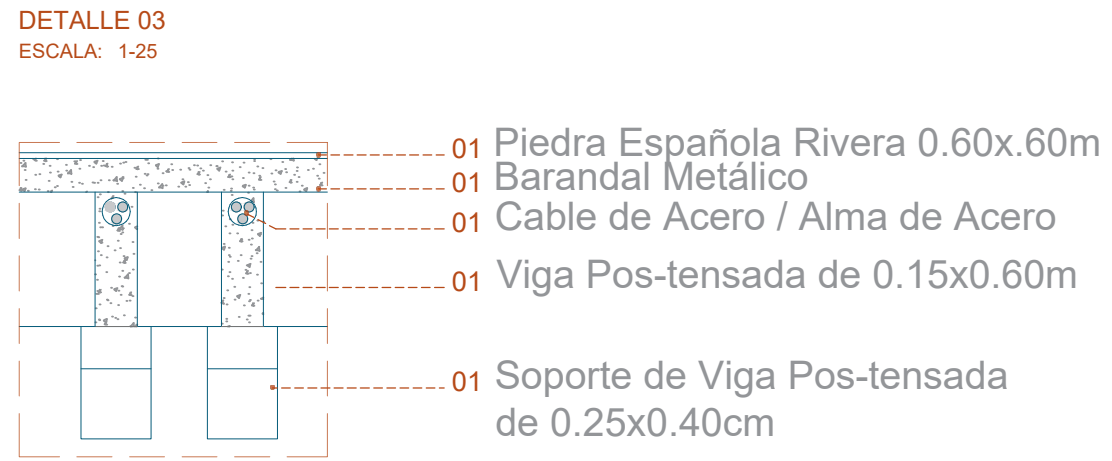 DETALLE 03
ESCALA: 1-25
01 Piedra Española Rivera 0.60x.60m
01 Barandal Metálico
01 Cable de Acero / Alma de Acero
01 Viga Pos-tensada de 0.15x0.60m
01 Soporte de Viga Pos-tensada
de 0.25x0.40cm